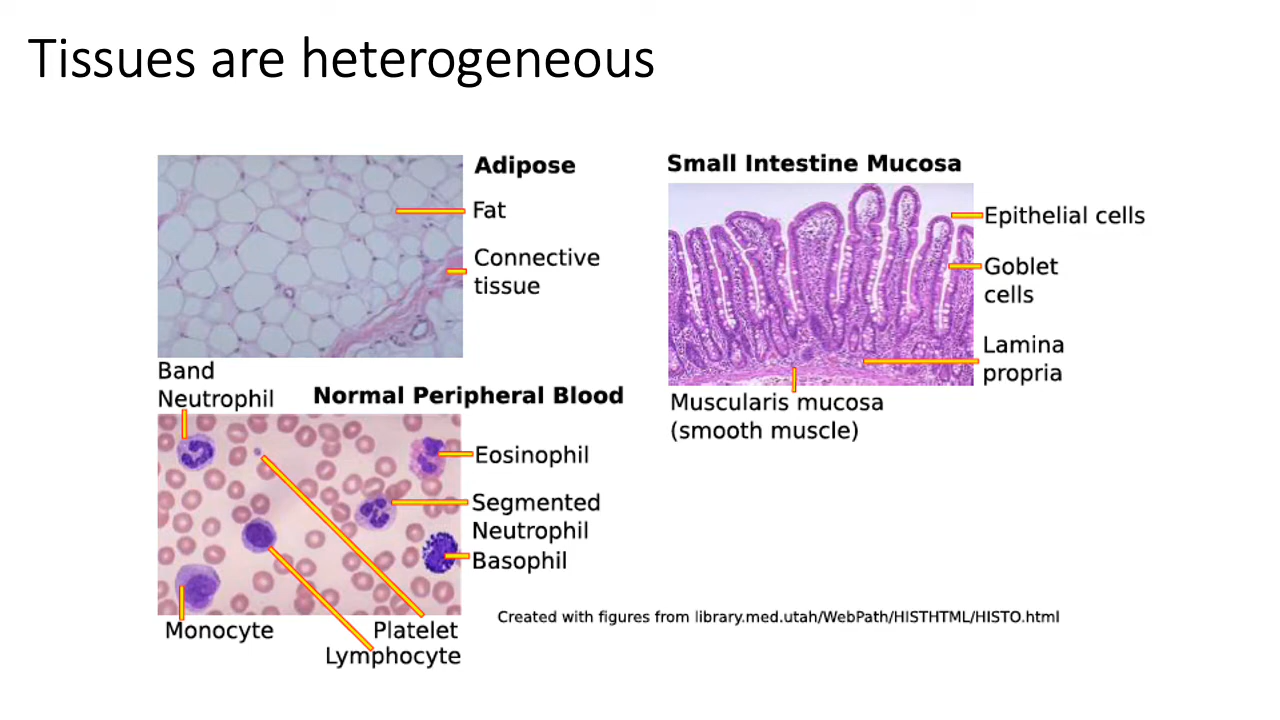 Tissues are heterogeneous
Adipose
Fat
Connective
tissue
Small Intestine Mucosa
Epithelial cells
Goblet
cells
Lamina
propria
Muscularis mucosa
(smooth muscle)
Band
Neutrophil
Normal Peripheral Blood
Eosinophil
Segmented
Neutrophil
Basophil
Monocyte
Platelet
Lymphocyte
Created with figures from library.med.utah/WebPath/HISTHTML/HISTO.html